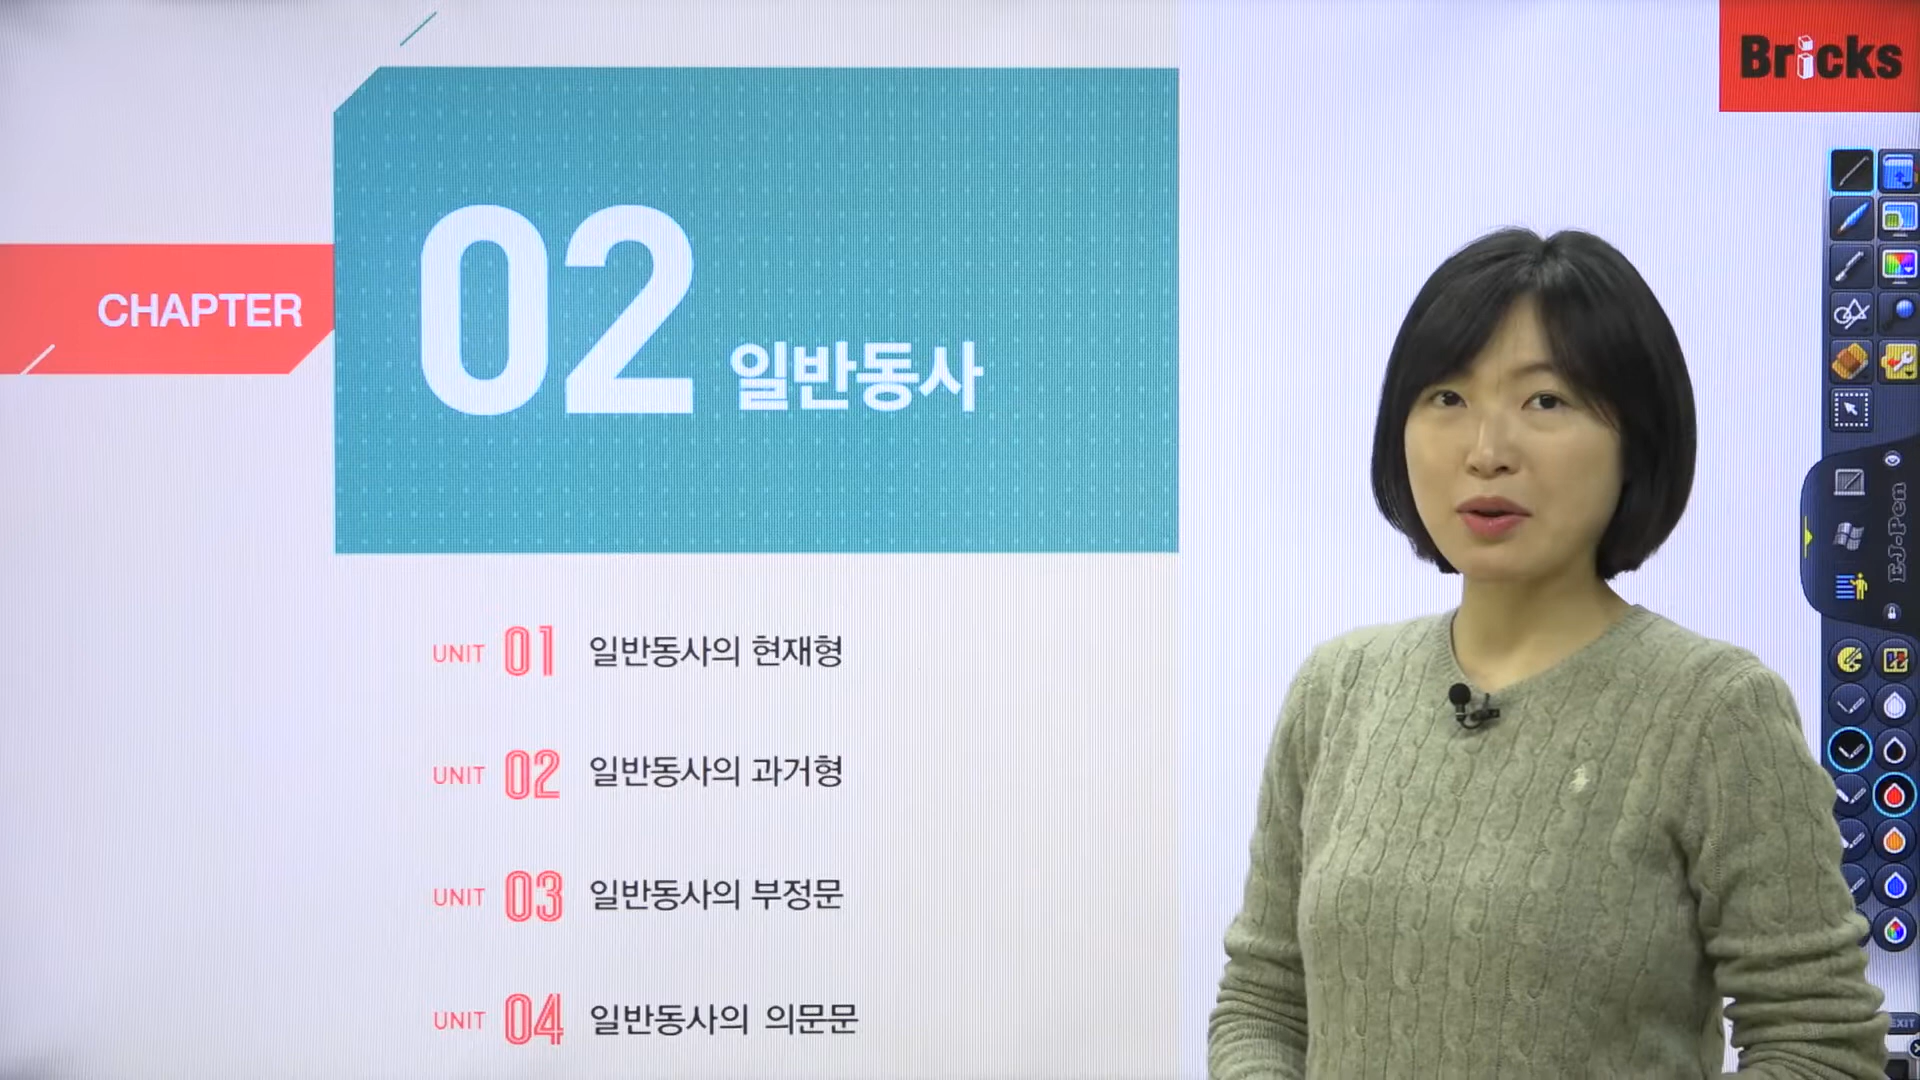 Bricks
CHAPTER
02 일반동사
UNIT 01 일반동사의 현재형
UNIT 02 일반동사의 과거형
UNIT 03 일반동사의 부정문
UNIT 04 일반동사의 의문문
EJ-Pen
EXIT